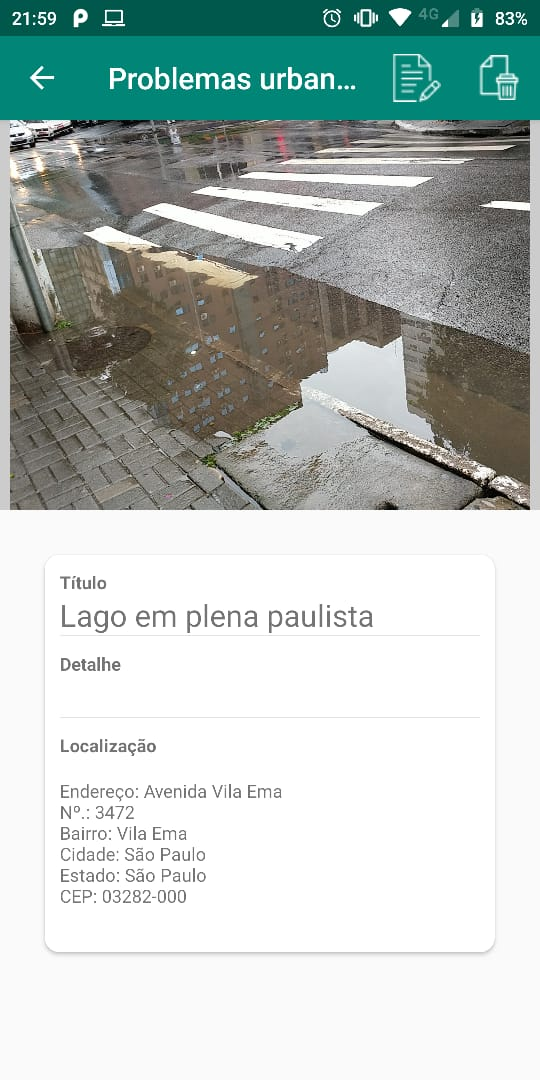 21:59
4G
83%
Problemas urban...
Título
Lago em plena paulista
Detalhe
Localização
Endereço: Avenida Vila Ema
Nº.: 3472
Bairro: Vila Ema
Cidade: São Paulo
Estado: São Paulo
CEP: 03282-000